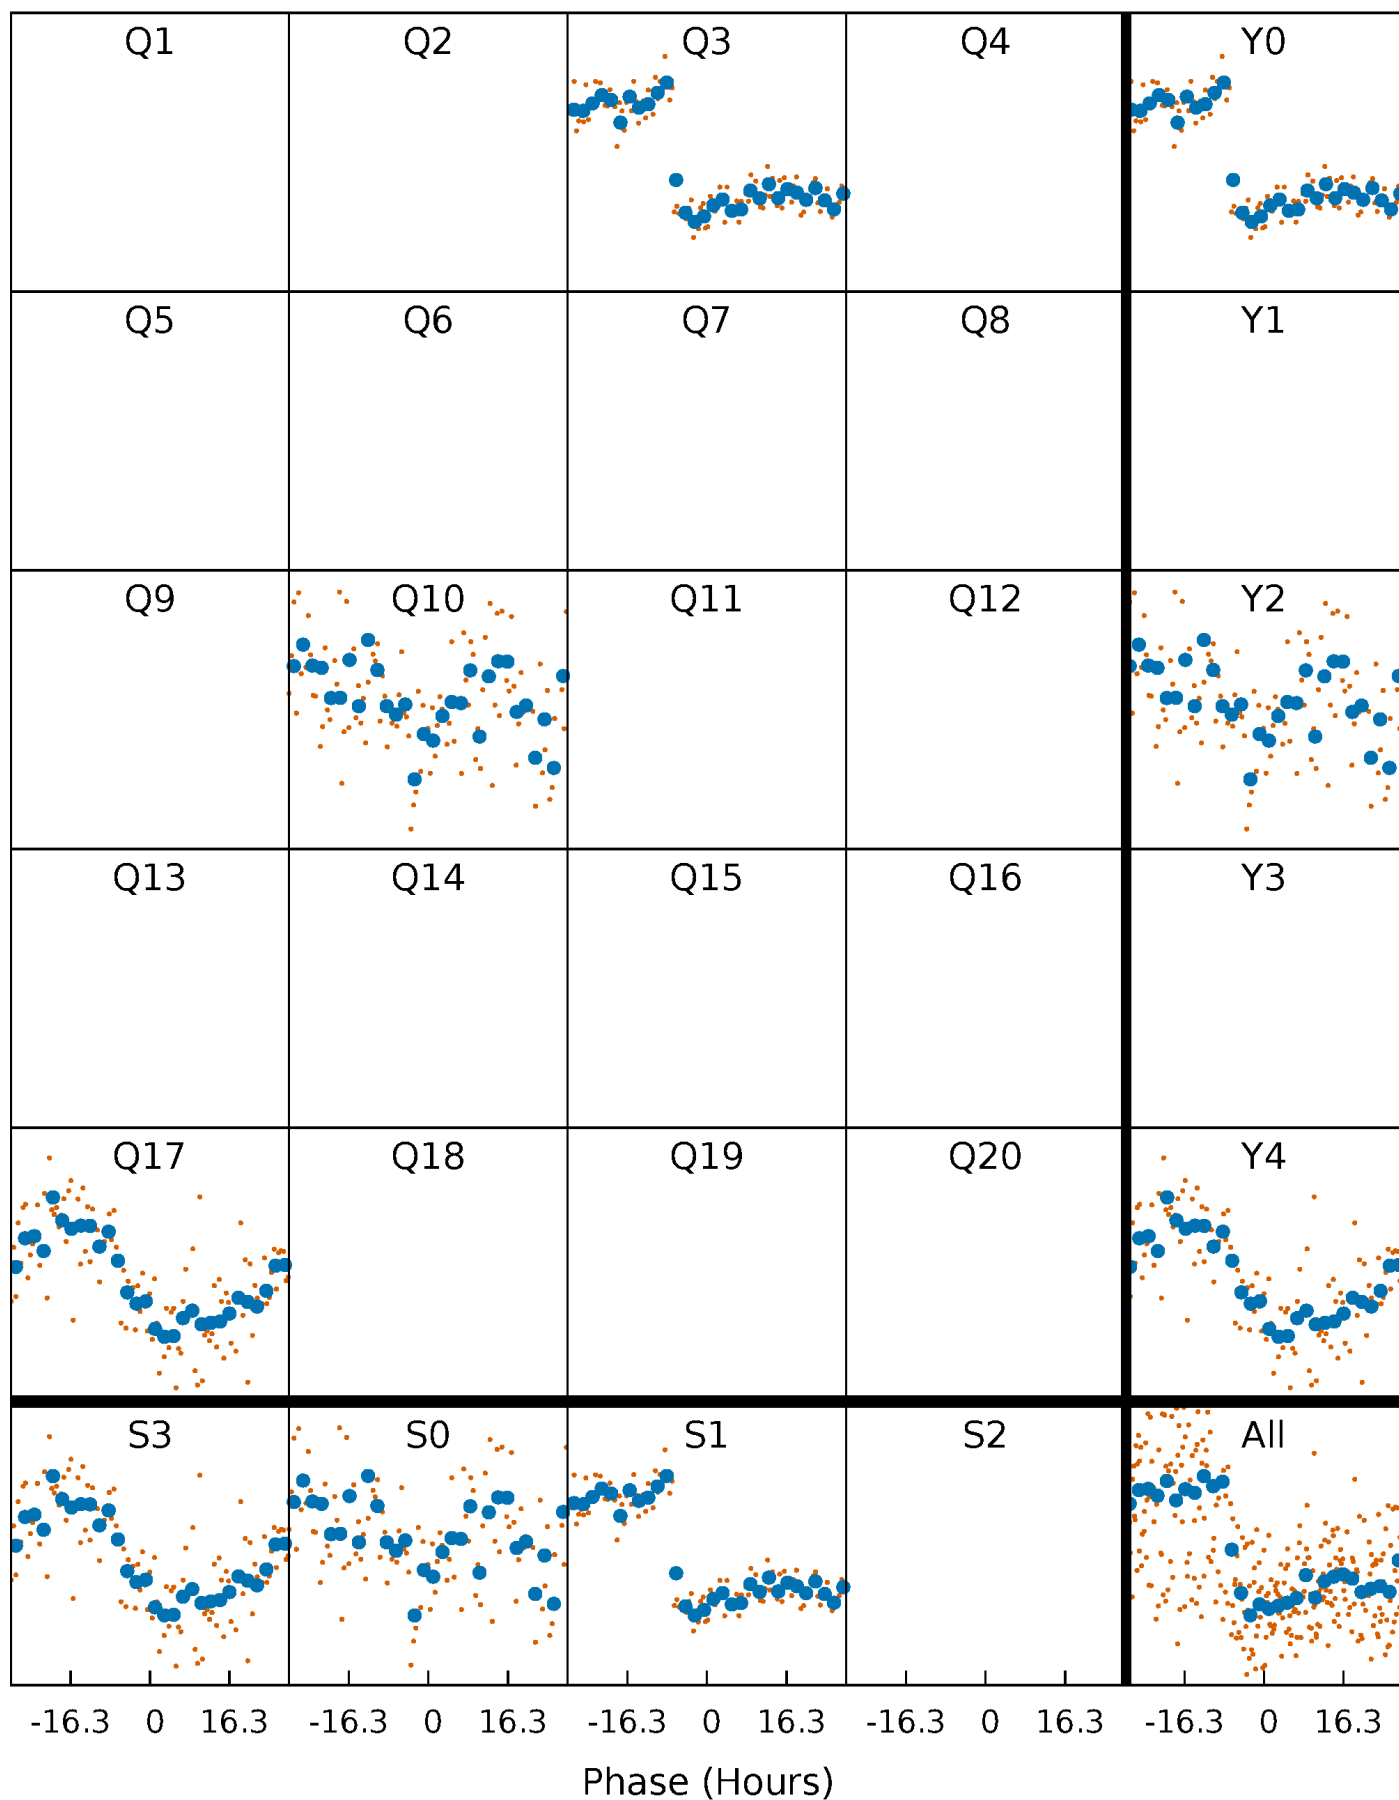 Q1 Q2 Q3 Q4 Y0
Q5 Q6 Q7 Q8 Y1
Q9 Q10 Q11 Q12 Y2
Q13 Q14 Q15 Q16 Y3
Q17 Q18 Q19 Q20 Y4
S3 S0 S1 S2 All
-16.3 0 16.3 -16.3 0 16.3 -16.3 0 16.3 -16.3 0 16.3 -16.3 0 16.3
Phase (Hours)